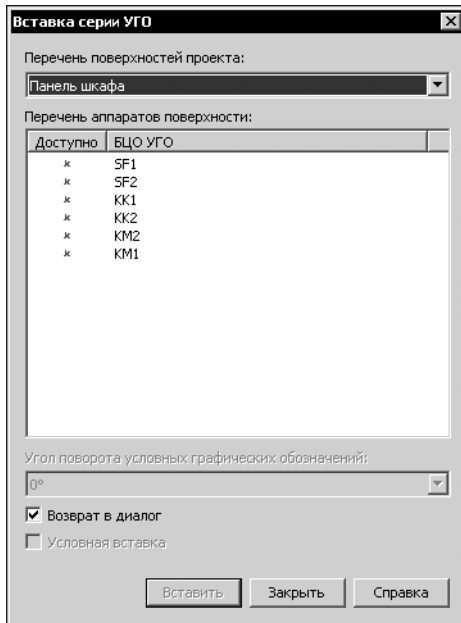 Вставка серии УГО
Перечень поверхностей проекта:
Панель шкафа
Перечень аппаратов поверхности:
Доступно БЦО УГО
SF1
SF2
KK1
KK2
KM2
KM1
Угол поворота условных графических обозначений:
0°
Возврат в диалог
Условная вставка
Вставить Закрыть Справка